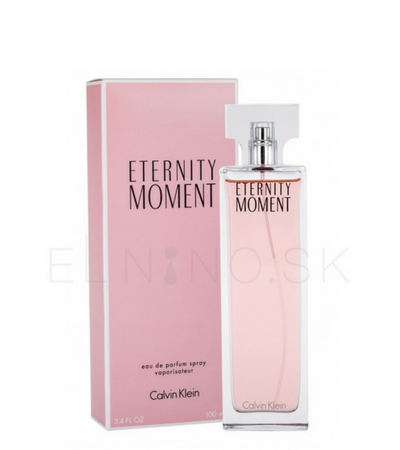 ETERNITY
MOMENT
eau de parfum spray
vaporisateur
Calvin Klein
3.4 FL OZ 100 m
ETERNITY
MOMENT
Calvin Klein
ELNINO.SK